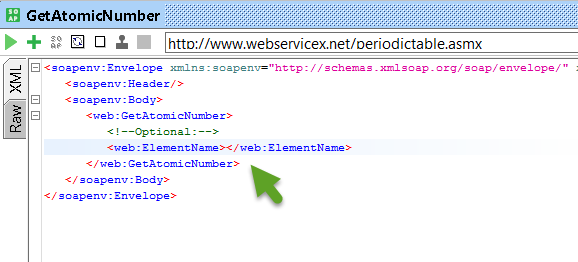 GetAtomicNumber
SOAP
http://www.webservicex.net/periodictable.asmx
XML
Raw
<soapenv:Envelope xmlns:soapenv="http://schemas.xmlsoap.org/soap/envelope/"
<soapenv:Header/>
<soapenv:Body>
<web:GetAtomicNumber>
<!--Optional:-->
<web:ElementName></web:ElementName>
</web:GetAtomicNumber>
</soapenv:Body>
</soapenv:Envelope>